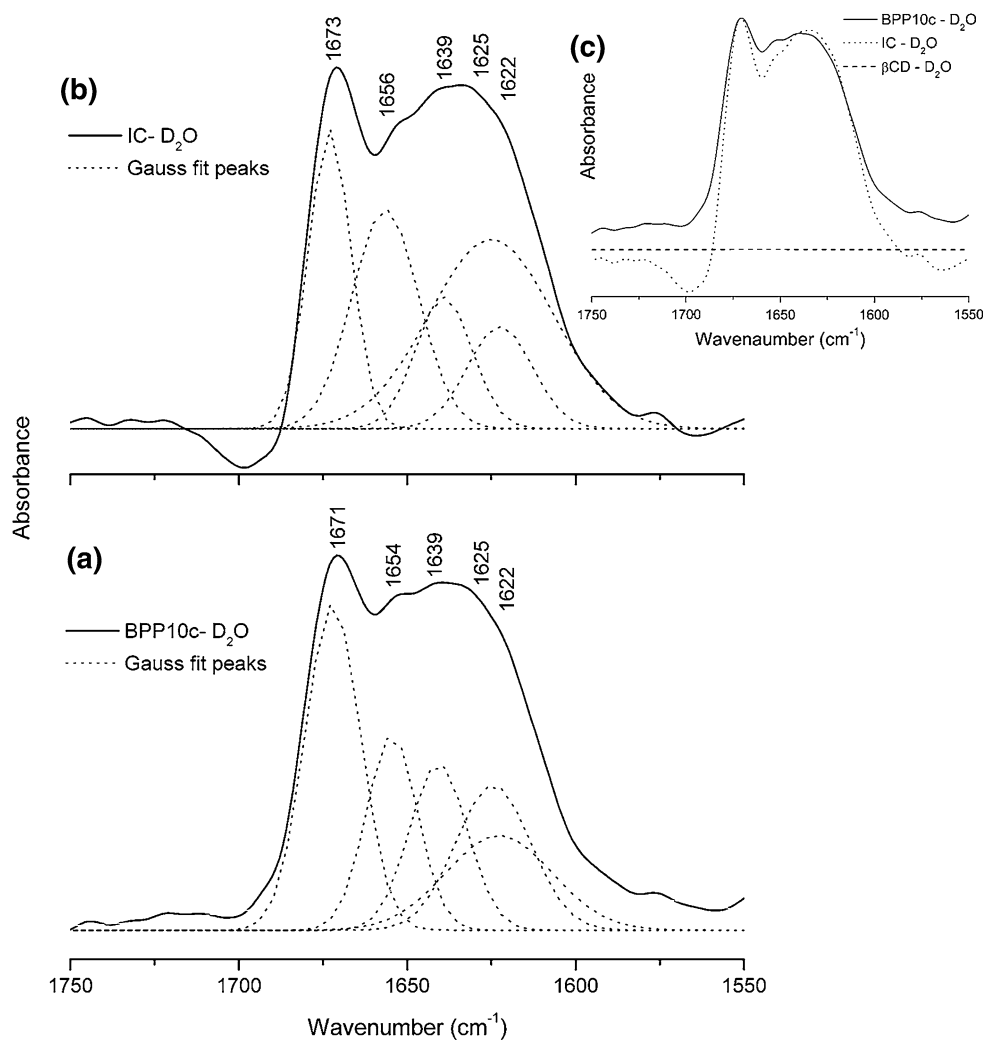 (b)
IC- D₂O
Gauss fit peaks
1673
1656
1639
1625
1622
(c)
BPP10c - D₂O
IC - D₂O
βCD - D₂O
Absorbance
1750
1700
1650
1600
1550
Wavenaumber (cm⁻¹)
Absorbance
(a)
BPP10c- D₂O
Gauss fit peaks
1671
1654
1639
1625
1622
1750
1700
1650
1600
1550
Wavenumber (cm⁻¹)